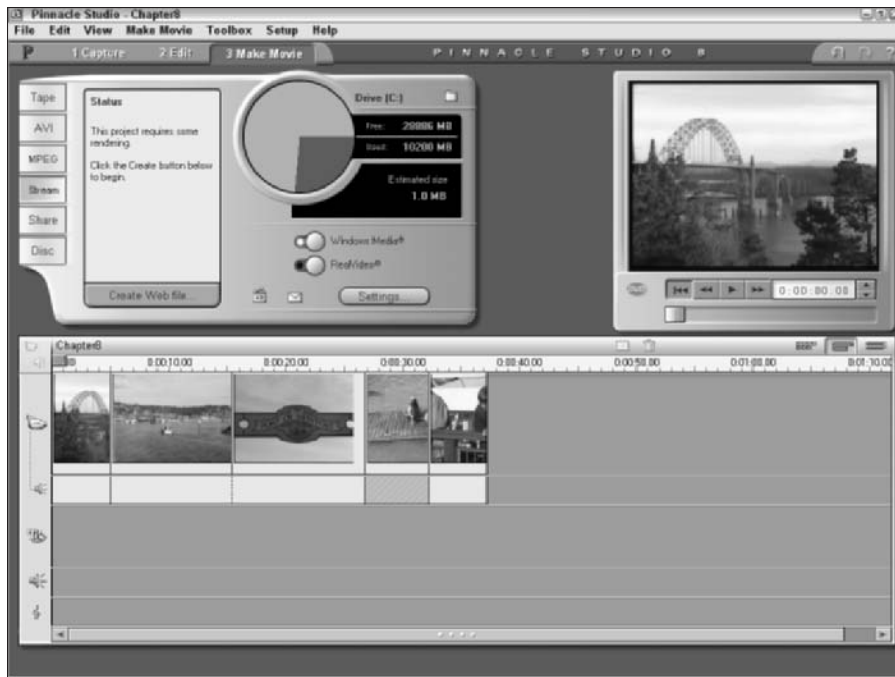 Pinnacle Studio - Chapter8
File Edit View Make Movie Toolbox Setup Help
P 1 Capture 2 Edit 3 Make Movie PINNACLE STUDIO 8
Tape
AVI
MPEG
Stream
Share
Disc
Status
This project requires some
rendering.
Click the Create button below
to begin.
Create Web file...
Drive (C:)
Free: 28886 MB
Used: 10200 MB
Estimated size
1.0 MB
Windows Media®
RealVideo®
Settings...
0:00:00.00
Chapter8
0:00:10.00 0:00:20.00 0:00:30.00 0:00:40.00 0:00:50.00 0:01:00.00 0:01:10.00